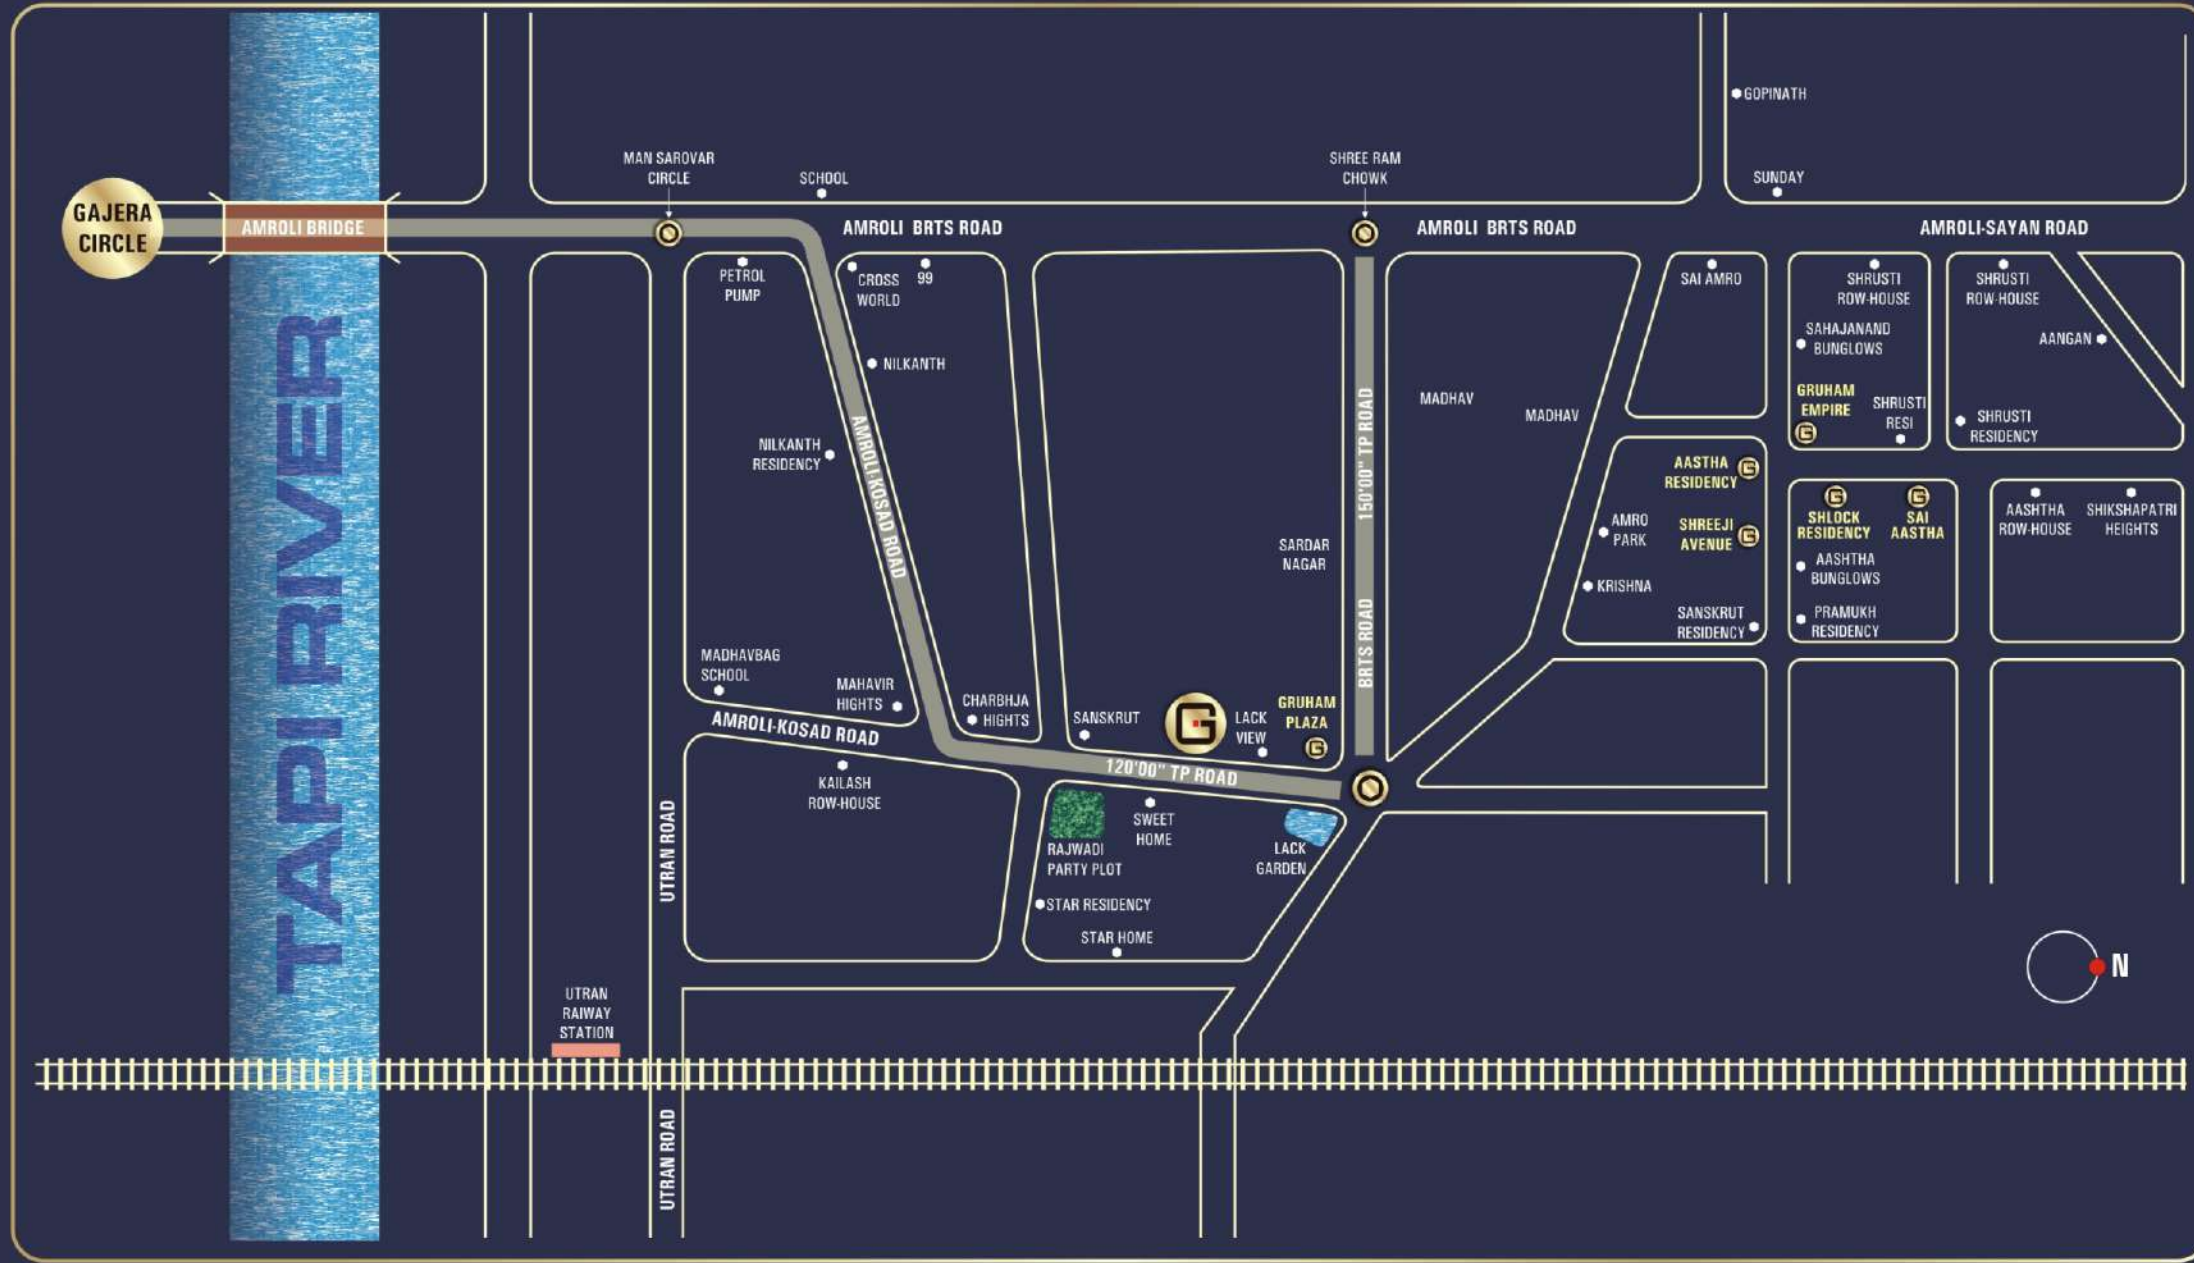 GOPINATH
MAN SAROVAR
CIRCLE
SCHOOL
SHREE RAM
CHOWK
SUNDAY
GAJERA
CIRCLE
AMROLI BRIDGE
AMROLI BRTS ROAD
AMROLI BRTS ROAD
AMROLI-SAYAN ROAD
PETROL
PUMP
CROSS
WORLD
99
SAI AMRO
SHRUSTI
ROW-HOUSE
SHRUSTI
ROW-HOUSE
SAHAJANAND
BUNGLOWS
AANGAN
NILKANTH
GRUHAM
EMPIRE
SHRUSTI
RESI
SHRUSTI
RESIDENCY
MADHAV
MADHAV
NILKANTH
RESIDENCY
AMROLI-KOSAD ROAD
150'00" TP ROAD
BRTS ROAD
AASTHA
RESIDENCY
SHREEJI
AVENUE
AMRO
PARK
KRISHNA
SANSKRUT
RESIDENCY
SHLOCK
RESIDENCY
SAI
AASTHA
AASHTHA
ROW-HOUSE
SHIKSHAPATRI
HEIGHTS
AASHTHA
BUNGLOWS
PRAMUKH
RESIDENCY
SARDAR
NAGAR
TAPI RIVER
MADHAVBAG
SCHOOL
MAHAVIR
HIGHTS
CHARBHJA
HIGHTS
SANSKRUT
G
LACK
VIEW
GRUHAM
PLAZA
AMROLI-KOSAD ROAD
120'00" TP ROAD
KAILASH
ROW-HOUSE
UTRAN ROAD
RAJWADI
PARTY PLOT
SWEET
HOME
LACK
GARDEN
STAR RESIDENCY
STAR HOME
N
UTRAN
RAIWAY
STATION
UTRAN ROAD